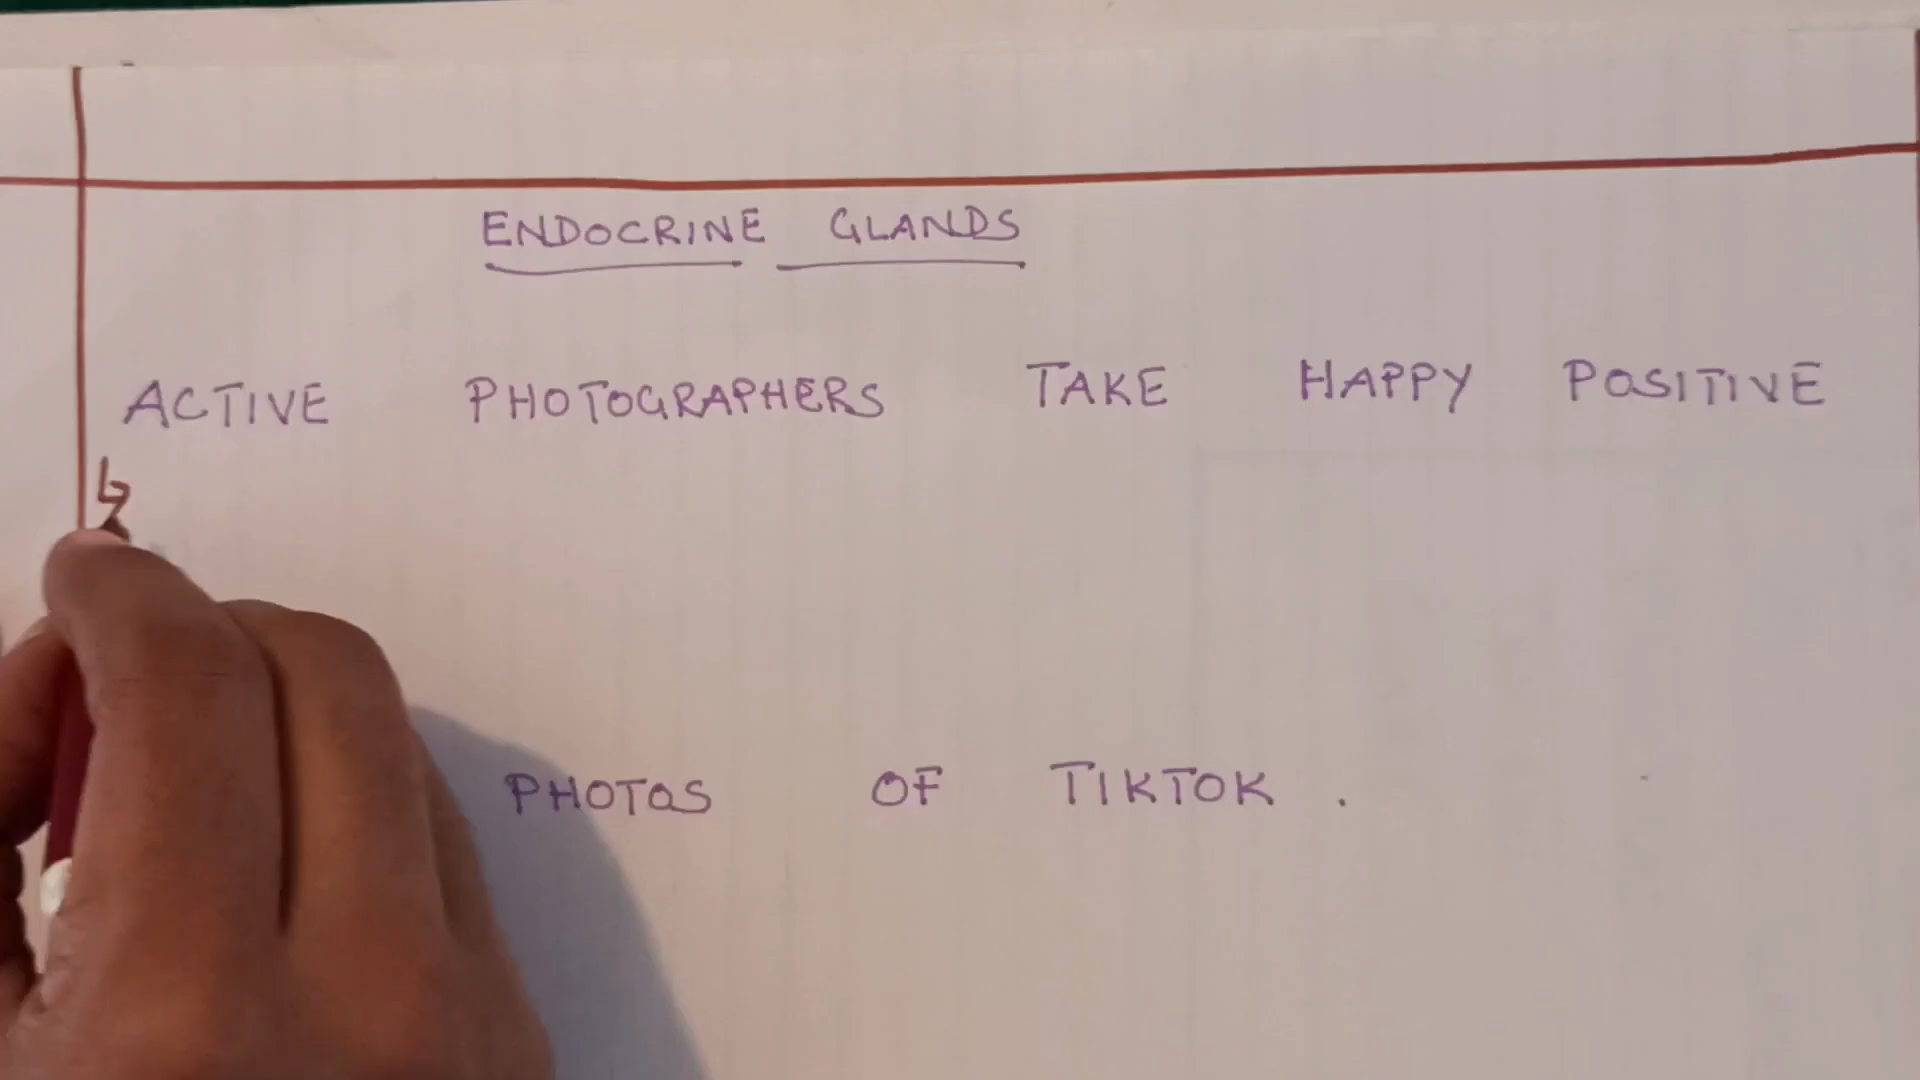 ENDOCRINE GLANDS
ACTIVE PHOTOGRAPHERS TAKE HAPPY POSITIVE
PHOTOS OF TIKTOK .